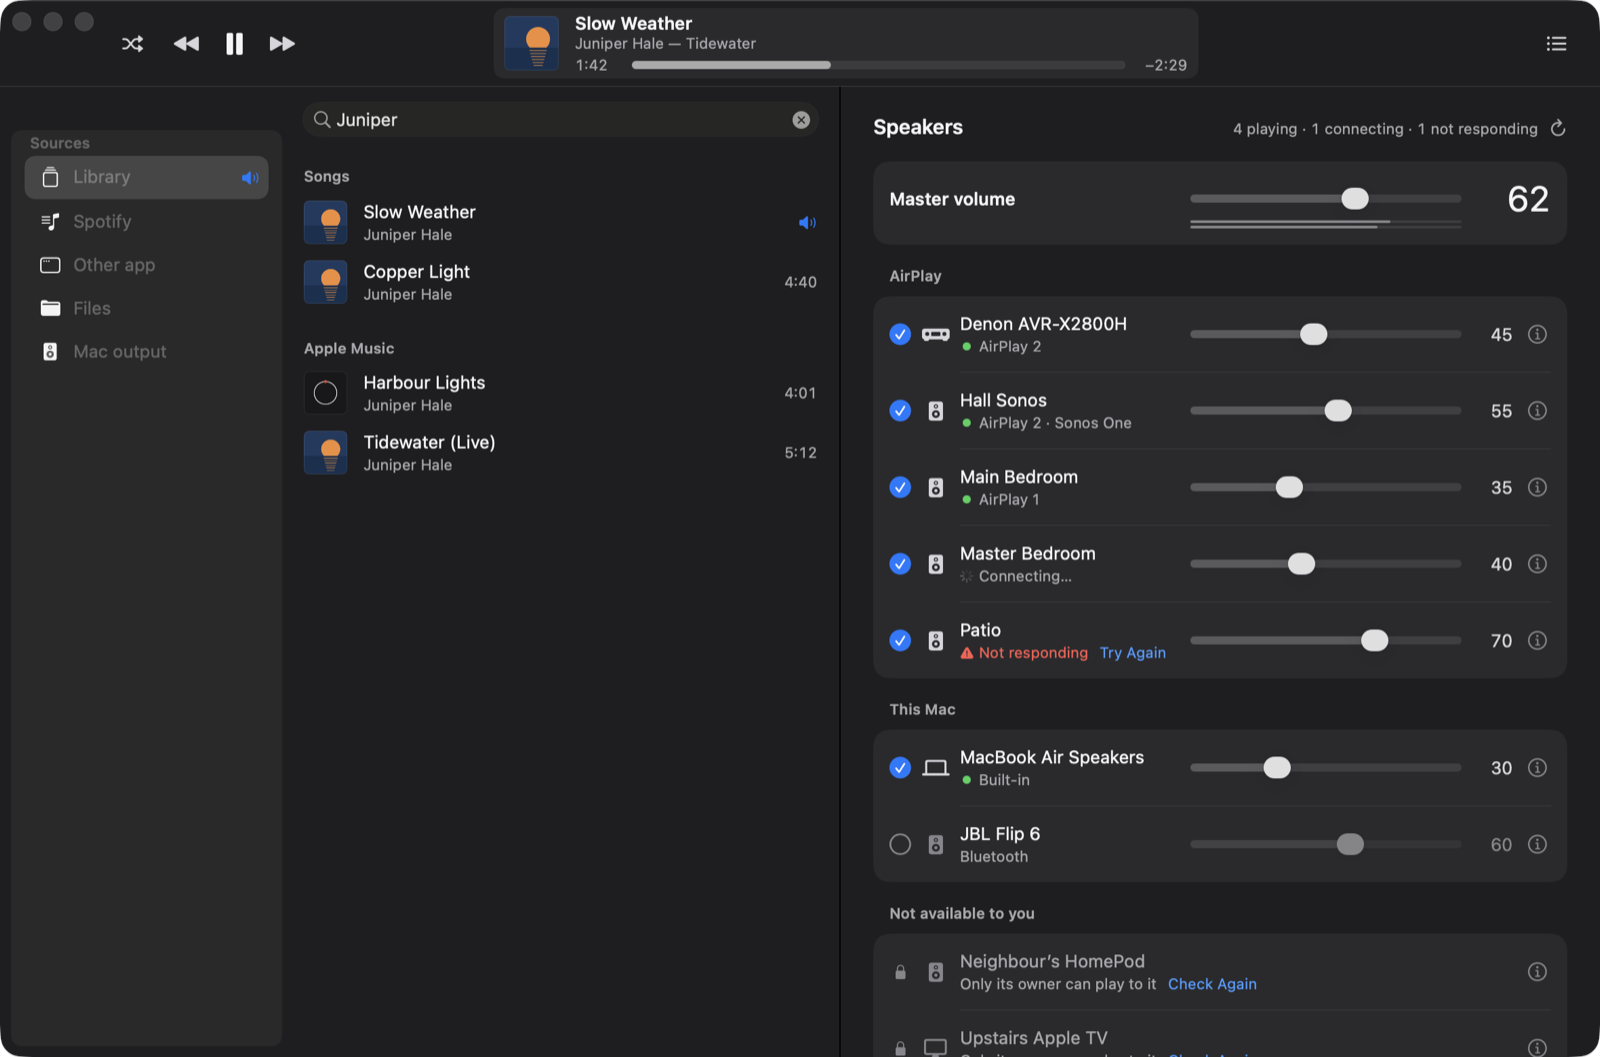 Slow Weather
Juniper Hale — Tidewater
1:42
−2:29
Sources
Library
Spotify
Other app
Files
Mac output
Juniper
Songs
Slow Weather
Juniper Hale
Copper Light
Juniper Hale
4:40
Apple Music
Harbour Lights
Juniper Hale
4:01
Tidewater (Live)
Juniper Hale
5:12
Speakers
4 playing · 1 connecting · 1 not responding
Master volume
62
AirPlay
Denon AVR-X2800H
AirPlay 2
45
Hall Sonos
AirPlay 2 · Sonos One
55
Main Bedroom
AirPlay 1
35
Master Bedroom
Connecting...
40
Patio
Not responding Try Again
70
This Mac
MacBook Air Speakers
Built-in
30
JBL Flip 6
Bluetooth
60
Not available to you
Neighbour’s HomePod
Only its owner can play to it Check Again
Upstairs Apple TV